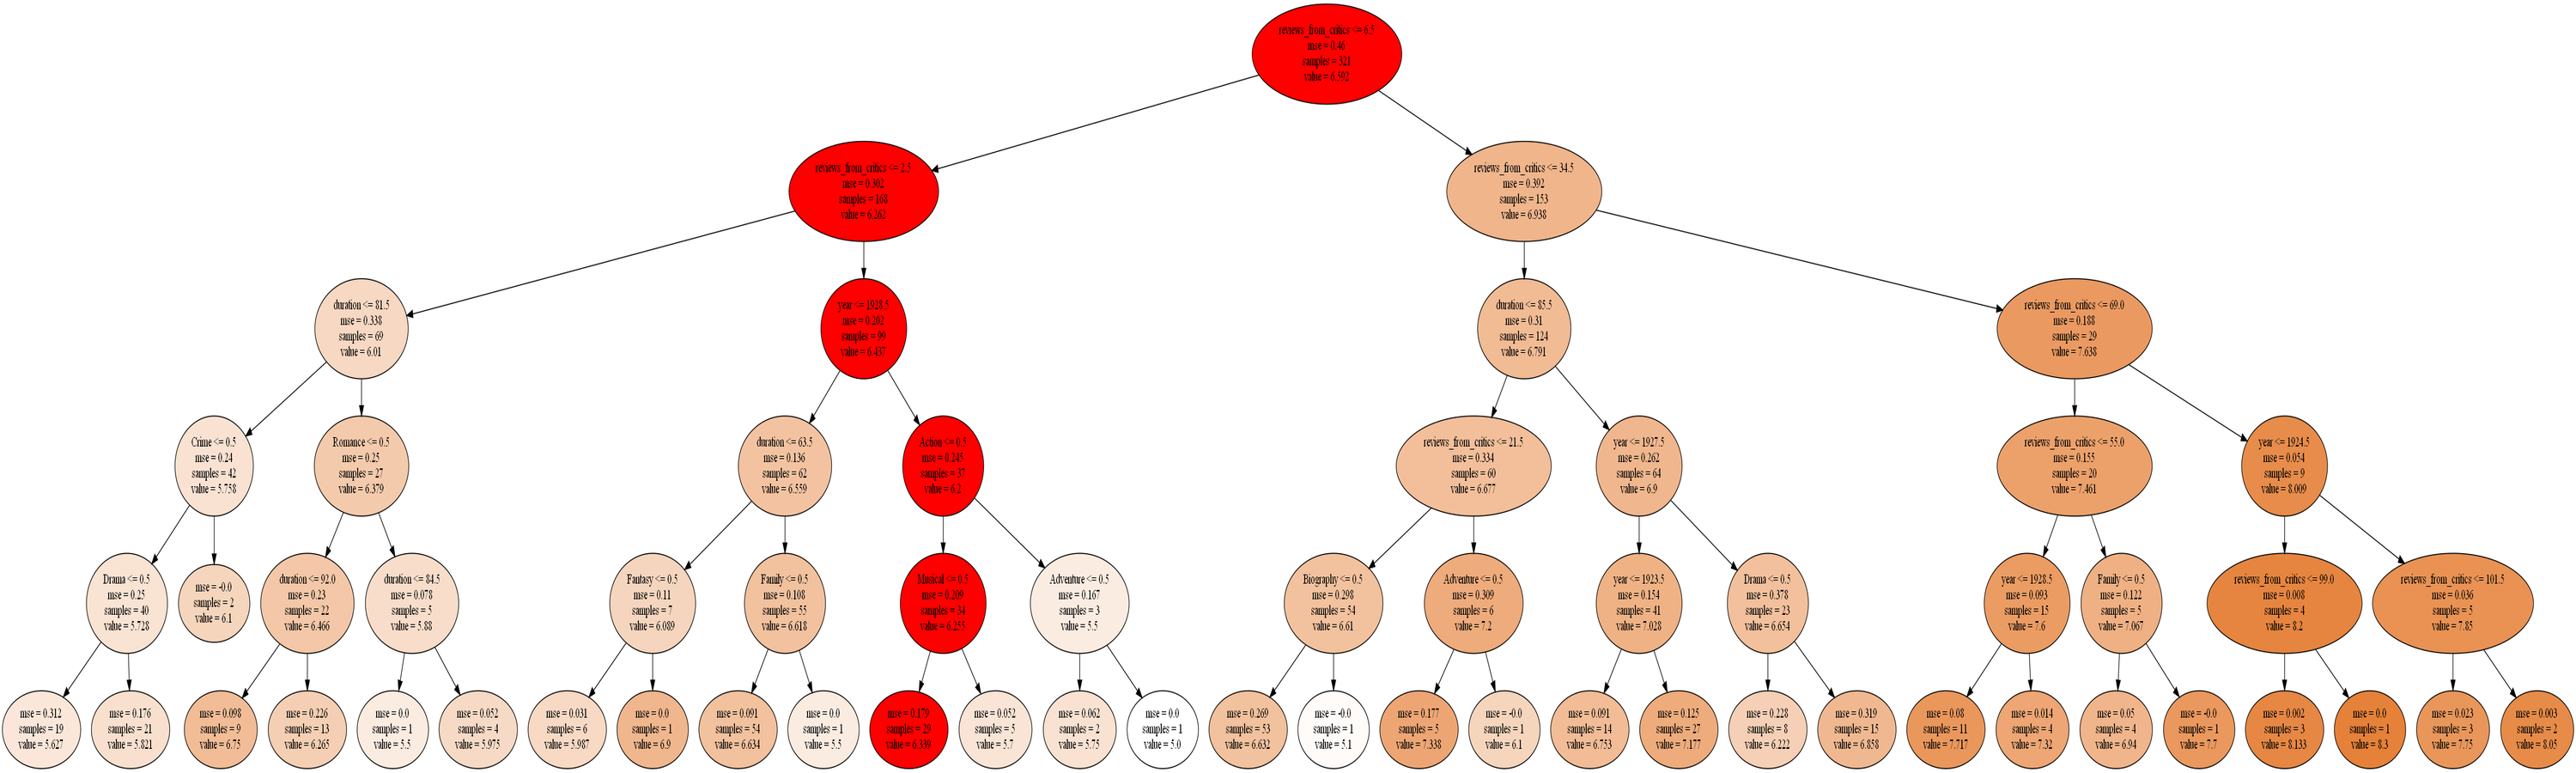 reviews_from_critics <= 6.5
mse = 0.46
samples = 321
value = 6.592
reviews_from_critics <= 2.5
mse = 0.302
samples = 168
value = 6.262
reviews_from_critics <= 34.5
mse = 0.392
samples = 153
value = 6.938
duration <= 81.5
mse = 0.338
samples = 69
value = 6.01
year <= 1928.5
mse = 0.202
samples = 99
value = 6.437
duration <= 85.5
mse = 0.31
samples = 124
value = 6.791
reviews_from_critics <= 69.0
mse = 0.188
samples = 29
value = 7.638
Crime <= 0.5
mse = 0.24
samples = 42
value = 5.758
Romance <= 0.5
mse = 0.25
samples = 27
value = 6.379
duration <= 63.5
mse = 0.136
samples = 62
value = 6.559
Action <= 0.5
mse = 0.245
samples = 37
value = 6.2
reviews_from_critics <= 21.5
mse = 0.334
samples = 60
value = 6.677
year <= 1927.5
mse = 0.262
samples = 64
value = 6.9
reviews_from_critics <= 55.0
mse = 0.155
samples = 20
value = 7.461
year <= 1924.5
mse = 0.054
samples = 9
value = 8.009
Drama <= 0.5
mse = 0.25
samples = 40
value = 5.728
mse = -0.0
samples = 2
value = 6.1
duration <= 92.0
mse = 0.23
samples = 22
value = 6.466
duration <= 84.5
mse = 0.078
samples = 5
value = 5.88
Fantasy <= 0.5
mse = 0.11
samples = 7
value = 6.089
Family <= 0.5
mse = 0.108
samples = 55
value = 6.618
Musical <= 0.5
mse = 0.209
samples = 34
value = 6.255
Adventure <= 0.5
mse = 0.167
samples = 3
value = 5.5
Biography <= 0.5
mse = 0.298
samples = 54
value = 6.61
Adventure <= 0.5
mse = 0.309
samples = 6
value = 7.2
year <= 1923.5
mse = 0.154
samples = 41
value = 7.028
Drama <= 0.5
mse = 0.378
samples = 23
value = 6.654
year <= 1928.5
mse = 0.093
samples = 15
value = 7.6
Family <= 0.5
mse = 0.122
samples = 5
value = 7.067
reviews_from_critics <= 99.0
mse = 0.008
samples = 4
value = 8.2
reviews_from_critics <= 101.5
mse = 0.036
samples = 5
value = 7.85
mse = 0.312
samples = 19
value = 5.627
mse = 0.176
samples = 21
value = 5.821
mse = 0.098
samples = 9
value = 6.75
mse = 0.226
samples = 13
value = 6.265
mse = 0.0
samples = 1
value = 5.5
mse = 0.052
samples = 4
value = 5.975
mse = 0.031
samples = 6
value = 5.987
mse = 0.0
samples = 1
value = 6.9
mse = 0.091
samples = 54
value = 6.634
mse = 0.0
samples = 1
value = 5.5
mse = 0.179
samples = 29
value = 6.339
mse = 0.052
samples = 5
value = 5.7
mse = 0.062
samples = 2
value = 5.75
mse = 0.0
samples = 1
value = 5.0
mse = 0.269
samples = 53
value = 6.632
mse = -0.0
samples = 1
value = 5.1
mse = 0.177
samples = 5
value = 7.338
mse = -0.0
samples = 1
value = 6.1
mse = 0.091
samples = 14
value = 6.753
mse = 0.125
samples = 27
value = 7.177
mse = 0.228
samples = 8
value = 6.222
mse = 0.319
samples = 15
value = 6.858
mse = 0.08
samples = 11
value = 7.717
mse = 0.014
samples = 4
value = 7.32
mse = 0.05
samples = 4
value = 6.94
mse = -0.0
samples = 1
value = 7.7
mse = 0.002
samples = 3
value = 8.133
mse = 0.0
samples = 1
value = 8.3
mse = 0.023
samples = 3
value = 7.75
mse = 0.003
samples = 2
value = 8.05